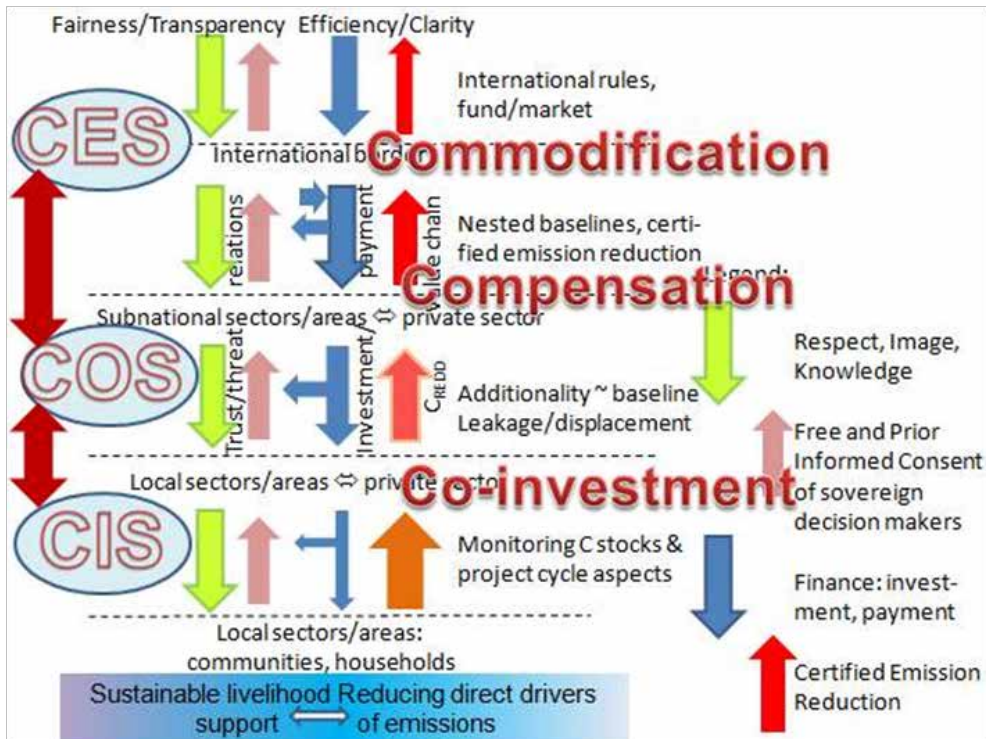 Fairness/Transparency Efficiency/Clarity
International rules,
fund/market
CES
Commodification
International border
relations
payment
value chain
Nested baselines, certi-
fied emission reduction
Legend:
Compensation
Subnational sectors/areas ⇔ private sector
COS
Trust/threat
Investment/
CREDD
Additionality ~ baseline
Leakage/displacement
Respect, Image,
Knowledge
Free and Prior
Informed Consent
of sovereign
decision makers
Local sectors/areas ⇔ private sector
Co-investment
CIS
Monitoring C stocks &
project cycle aspects
Finance: invest-
ment, payment
Local sectors/areas:
communities, households
Certified Emission
Reduction
Sustainable livelihood Reducing direct drivers
support ⟺ of emissions